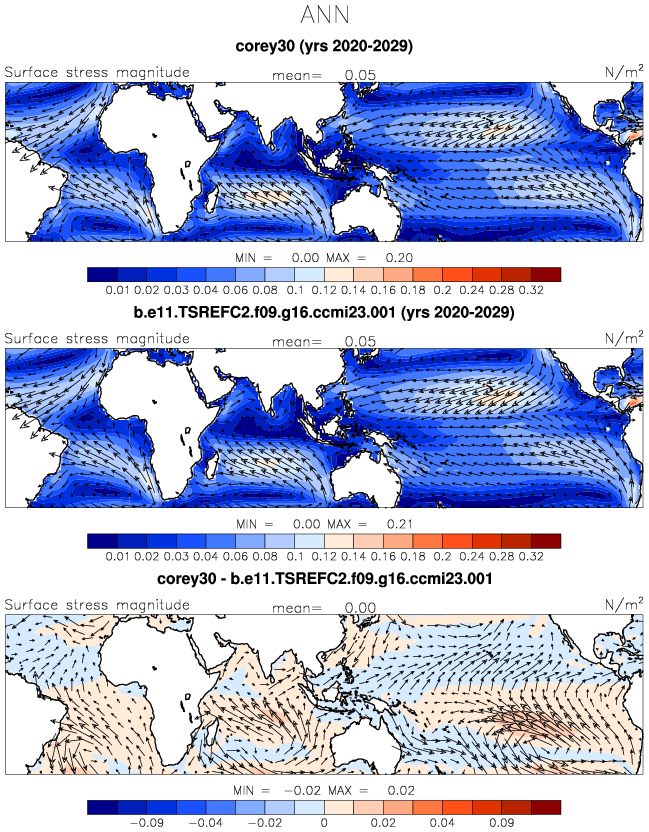 ANN
corey30 (yrs 2020-2029)
Surface stress magnitude mean= 0.05 N/m²
MIN = 0.00 MAX = 0.20
0.01 0.02 0.03 0.04 0.06 0.08 0.1 0.12 0.14 0.16 0.18 0.2 0.24 0.28 0.32
b.e11.TSREFC2.f09.g16.ccmi23.001 (yrs 2020-2029)
Surface stress magnitude mean= 0.05 N/m²
MIN = 0.00 MAX = 0.21
0.01 0.02 0.03 0.04 0.06 0.08 0.1 0.12 0.14 0.16 0.18 0.2 0.24 0.28 0.32
corey30 - b.e11.TSREFC2.f09.g16.ccmi23.001
Surface stress magnitude mean= 0.00 N/m²
MIN = −0.02 MAX = 0.02
−0.09 −0.04 −0.02 0 0.02 0.04 0.09